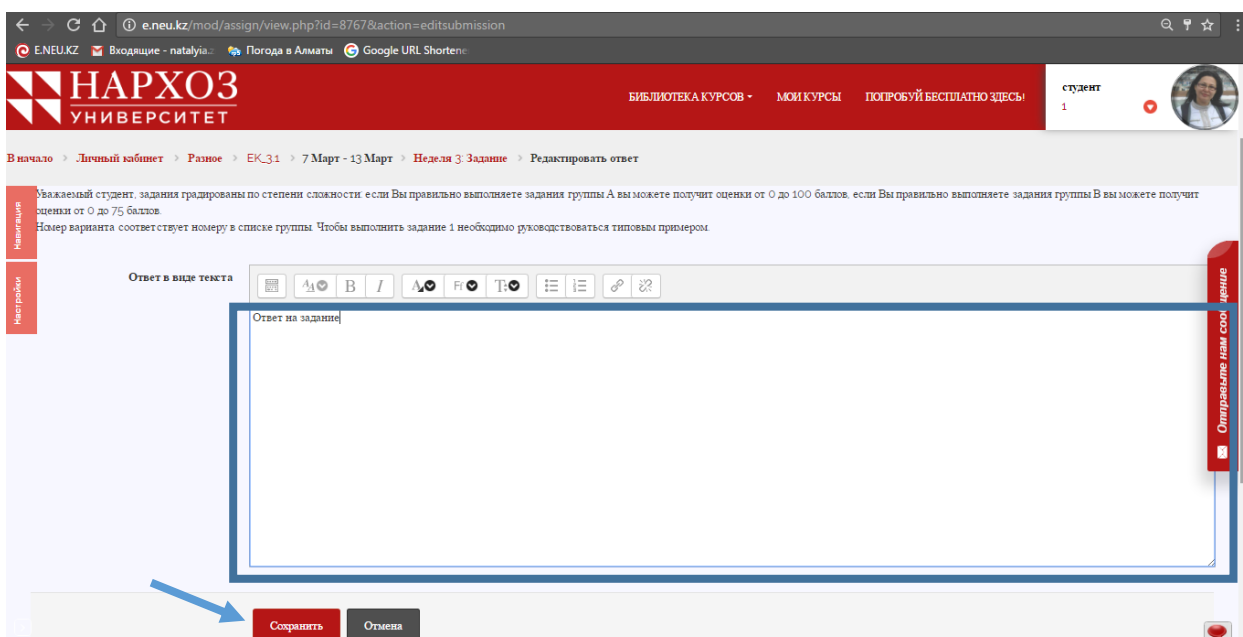 e.neu.kz/mod/assign/view.php?id=8767&action=editsubmission
E.NEU.KZ Входящие - natalyia.z Погода в Алматы Google URL Shortene
НАРХОЗ
УНИВЕРСИТЕТ
БИБЛИОТЕКА КУРСОВ МОИ КУРСЫ ПОПРОБУЙ БЕСПЛАТНО ЗДЕСЬ!
студент
1
В начало > Личный кабинет > Разное > EK_3.1 > 7 Март - 13 Март > Неделя 3: Задание > Редактировать ответ
Уважаемый студент, задания градированы по степени сложности: если Вы правильно выполняете задания группы А вы можете получит оценки от 0 до 100 баллов, если Вы правильно выполняете задания группы В вы можете получит
оценки от 0 до 75 баллов.
Номер варианта соответствует номеру в списке группы. Чтобы выполнить задание 1 необходимо руководствоваться типовым примером.
Навигация
Настройки
Ответ в виде текста
B I
Ответ на задание
Отправьте нам сообщение
Сохранить Отмена